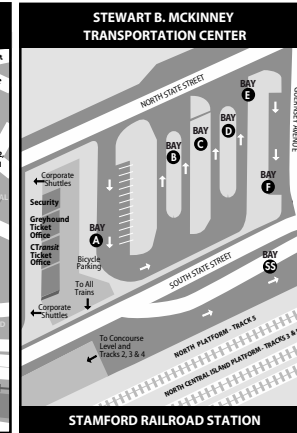 STEWART B. MCKINNEY
TRANSPORTATION CENTER
NORTH STATE STREET
BAY
E
BAY
D
BAY
C
BAY
B
Corporate
Shuttles
Security
Greyhound
Ticket
Office
CTransit
Ticket
Office
BAY
A
BAY
F
Bicycle
Parking
SOUTH STATE STREET
BAY
SS
To All
Trains
Corporate
Shuttles
To Concourse
Level and
Tracks 2, 3 & 4
NORTH PLATFORM - TRACK 5
NORTH CENTRAL ISLAND PLATFORM - TRACKS 3 &
STAMFORD RAILROAD STATION